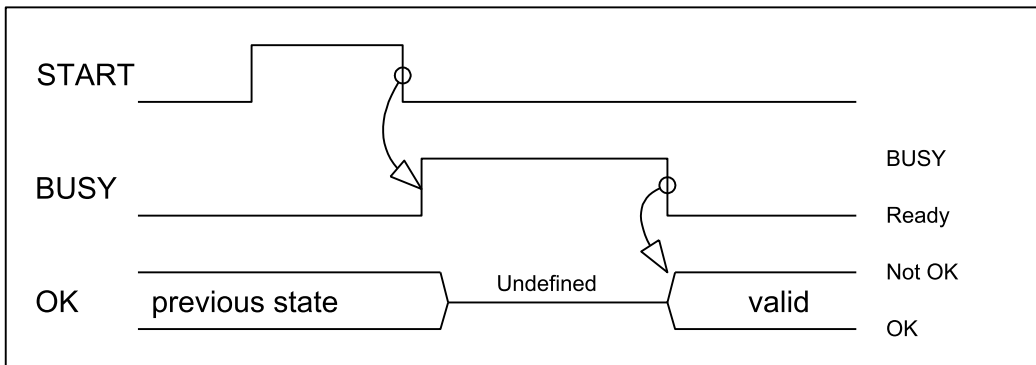 START
BUSY
BUSY
Ready
Not OK
Undefined
OK
previous state
valid
OK